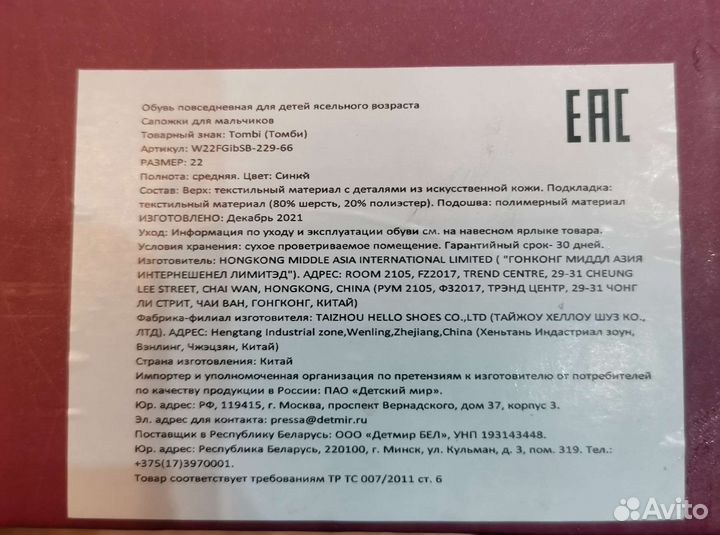 Обувь повседневная для детей ясельного возраста
Сапожки для мальчиков
Товарный знак: Tombi (Томби)
Артикул: W22FGibSB-229-66
РАЗМЕР: 22
Полнота: средняя. Цвет: Синий
Состав: Верх: текстильный материал с деталями из искусственной кожи. Подкладка:
текстильный материал (80% шерсть, 20% полиэстер). Подошва: полимерный материал
ИЗГОТОВЛЕНО: Декабрь 2021
Уход: Информация по уходу и эксплуатации обуви см. на навесном ярлыке товара.
Условия хранения: сухое проветриваемое помещение. Гарантийный срок- 30 дней.
Изготовитель: HONGKONG MIDDLE ASIA INTERNATIONAL LIMITED ( "ГОНКОНГ МИДДЛ АЗИЯ
ИНТЕРНЕШЕНЕЛ ЛИМИТЭД"). АДРЕС: ROOM 2105, FZ2017, TREND CENTRE, 29-31 CHEUNG
LEE STREET, CHAI WAN, HONGKONG, CHINA (РУМ 2105, ФЗ2017, ТРЭНД ЦЕНТР, 29-31 ЧОНГ
ЛИ СТРИТ, ЧАИ ВАН, ГОНГКОНГ, КИТАЙ)
Фабрика-филиал изготовителя: TAIZHOU HELLO SHOES CO.,LTD (ТАЙЖОУ ХЕЛЛОУ ШУЗ КО.,
ЛТД). АДРЕС: Hengtang Industrial zone,Wenling,Zhejiang,China (Хеньтань Индастриал зоун,
Вэнлинг, Чжэцзян, Китай)
Страна изготовления: Китай
Импортер и уполномоченная организация по претензиям к изготовителю от потребителей
по качеству продукции в России: ПАО «Детский мир».
Юр. адрес: РФ, 119415, г. Москва, проспект Вернадского, дом 37, корпус 3.
Эл. адрес для контакта: pressa@detmir.ru
Поставщик в Республику Беларусь: ООО «Детмир БЕЛ», УНП 193143448.
Юр. адрес: Республика Беларусь, 220100, г. Минск, ул. Кульман, д. 3, пом. 319. Тел.:
+375(17)3970001.
Товар соответствует требованиям ТР ТС 007/2011 ст. 6
EAC
Avito